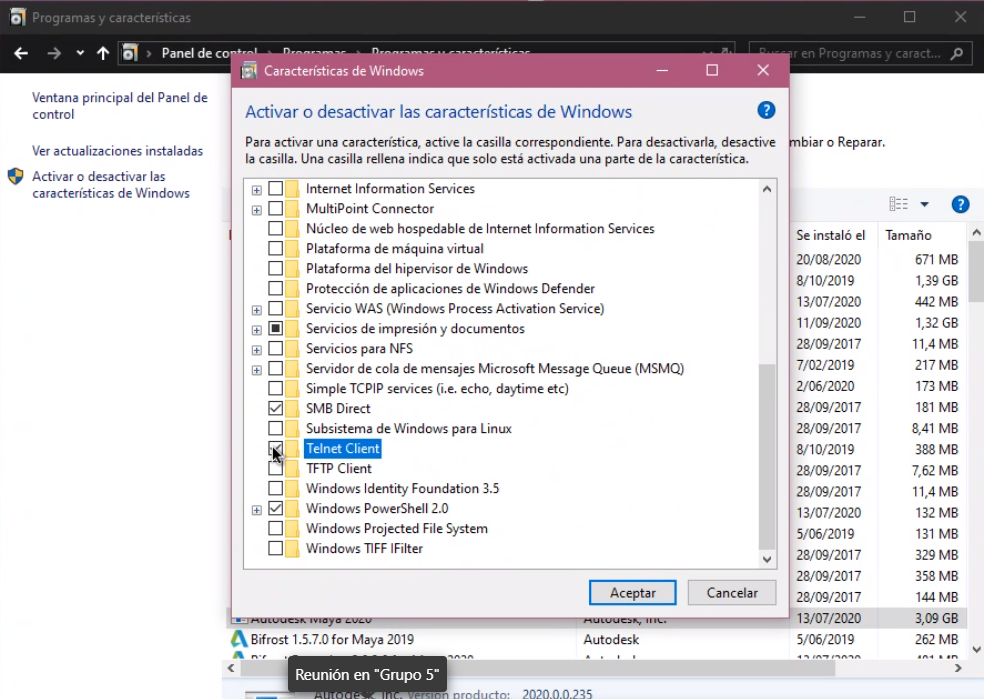 Programas y características
Panel de control > Programas > Programas y características
Buscar en Programas y caract...
Ventana principal del Panel de
control
Ver actualizaciones instaladas
Activar o desactivar las
características de Windows
Características de Windows
Activar o desactivar las características de Windows
Para activar una característica, active la casilla correspondiente. Para desactivarla, desactive
la casilla. Una casilla rellena indica que solo está activada una parte de la característica.
Internet Information Services
MultiPoint Connector
Núcleo de web hospedable de Internet Information Services
Plataforma de máquina virtual
Plataforma del hipervisor de Windows
Protección de aplicaciones de Windows Defender
Servicio WAS (Windows Process Activation Service)
Servicios de impresión y documentos
Servicios para NFS
Servidor de cola de mensajes Microsoft Message Queue (MSMQ)
Simple TCPIP services (i.e. echo, daytime etc)
SMB Direct
Subsistema de Windows para Linux
Telnet Client
TFTP Client
Windows Identity Foundation 3.5
Windows PowerShell 2.0
Windows Projected File System
Windows TIFF IFilter
Aceptar Cancelar
mbiar o Reparar.
Se instaló el Tamaño
20/08/2020 671 MB
8/10/2019 1,39 GB
13/07/2020 442 MB
11/09/2020 1,32 GB
28/09/2017 11,4 MB
7/02/2019 217 MB
2/06/2020 173 MB
28/09/2017 181 MB
28/09/2017 8,41 MB
8/10/2019 388 MB
28/09/2017 7,62 MB
28/09/2017 11,4 MB
13/07/2020 132 MB
5/06/2019 131 MB
28/09/2017 329 MB
28/09/2017 358 MB
28/09/2017 144 MB
Autodesk Maya 2020 Autodesk, Inc. 13/07/2020 3,09 GB
Bifrost 1.5.7.0 for Maya 2019 Autodesk 5/06/2019 262 MB
Reunión en "Grupo 5"
Autodesk, Inc. Versión producto: 2020.0.0.235